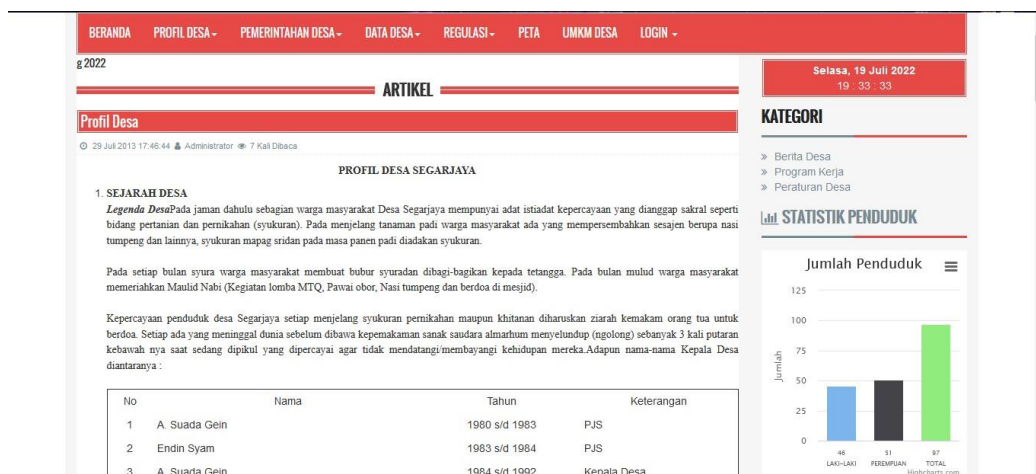 BERANDA PROFIL DESA PEMERINTAHAN DESA DATA DESA REGULASI PETA UMKM DESA LOGIN
g 2022
ARTIKEL
Profil Desa
29 Juli 2013 17:46:44 Administrator 7 Kali Dibaca
PROFIL DESA SEGARJAYA
1. SEJARAH DESA
Legenda DesaPada jaman dahulu sebagian warga masyarakat Desa Segarjaya mempunyai adat istiadat kepercayaan yang dianggap sakral seperti
bidang pertanian dan pernikahan (syukuran). Pada menjelang tanaman padi warga masyarakat ada yang mempersembahkan sesajen berupa nasi
tumpeng dan lainnya, syukuran mapag sridan pada masa panen padi diadakan syukuran.
Pada setiap bulan syura warga masyarakat membuat bubur syuradan dibagi-bagikan kepada tetangga. Pada bulan mulud warga masyarakat
memeriahkan Maulid Nabi (Kegiatan lomba MTQ, Pawai obor, Nasi tumpeng dan berdoa di mesjid).
Kepercayaan penduduk desa Segarjaya setiap menjelang syukuran pernikahan maupun khitanan diharuskan ziarah kemakam orang tua untuk
berdoa. Setiap ada yang meninggal dunia sebelum dibawa kepemakaman sanak saudara almarhum menyelundup (ngolong) sebanyak 3 kali putaran
kebawah nya saat sedang dipikul yang dipercayai agar tidak mendatangi/membayangi kehidupan mereka.Adapun nama-nama Kepala Desa
diantaranya :
No Nama Tahun Keterangan
1 A. Suada Gein 1980 s/d 1983 PJS
2 Endin Syam 1983 s/d 1984 PJS
3 A. Suada Gein 1984 s/d 1992 Kepala Desa
Selasa, 19 Juli 2022
19 : 33 : 33
KATEGORI
» Berita Desa
» Program Kerja
» Peraturan Desa
STATISTIK PENDUDUK
Jumlah Penduduk
Jumlah
125
100
75
50
25
0
46 51 97
LAKI-LAKI PEREMPUAN TOTAL
Highcharts.com